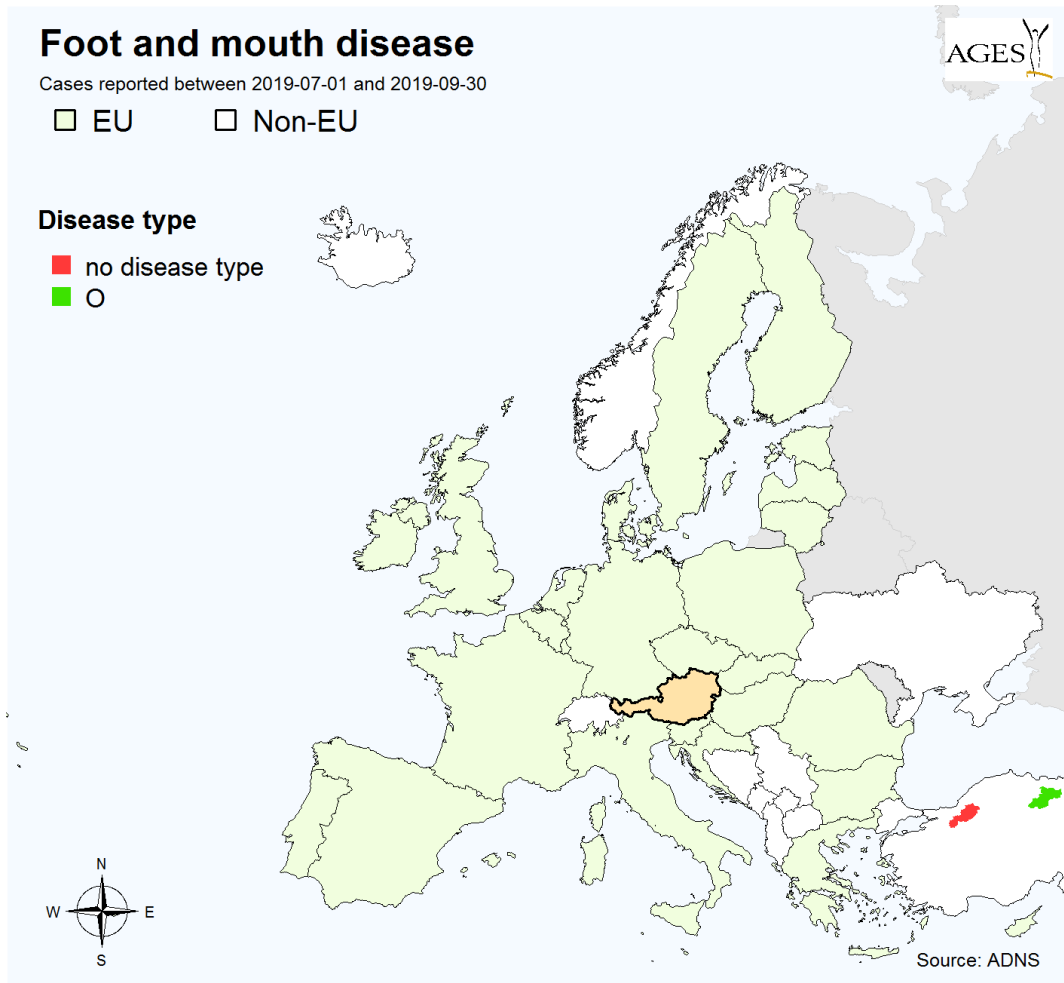 Foot and mouth disease
Cases reported between 2019-07-01 and 2019-09-30
EU Non-EU
AGES
Disease type
no disease type
O
N
W E
S
Source: ADNS